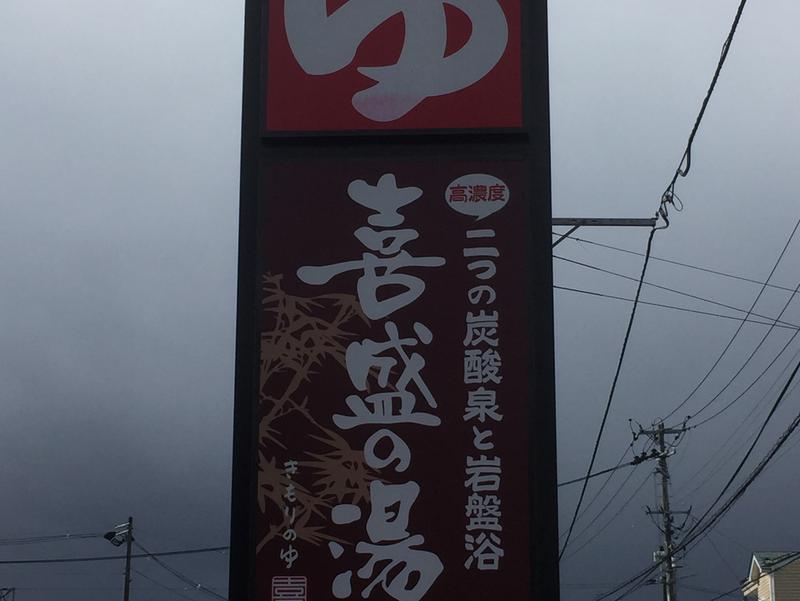 ゆ
高濃度
二つの炭酸泉と岩盤浴
喜盛の湯
きもりのゆ
喜